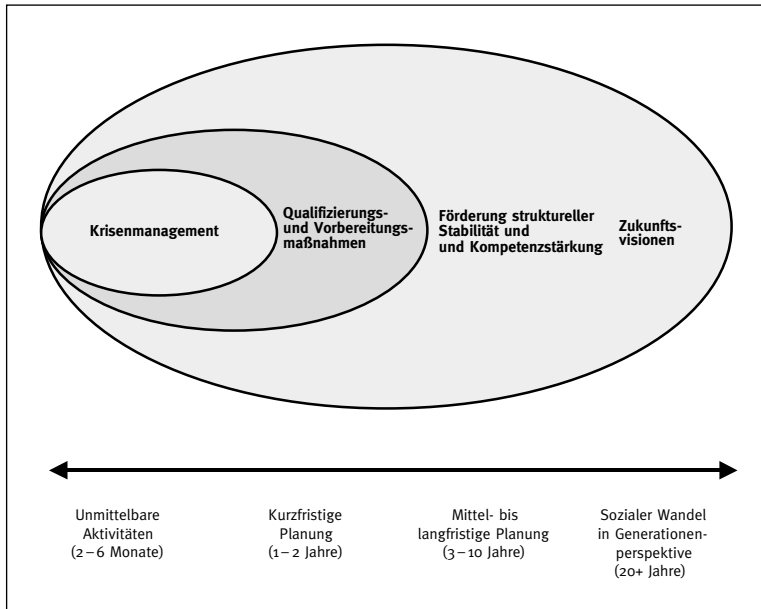 Krisenmanagement
Qualifizierungs-
und Vorbereitungs-
maßnahmen
Förderung struktureller
Stabilität und
und Kompetenzstärkung
Zukunfts-
visionen
Unmittelbare
Aktivitäten
(2–6 Monate)
Kurzfristige
Planung
(1–2 Jahre)
Mittel- bis
langfristige Planung
(3–10 Jahre)
Sozialer Wandel
in Generationen-
perspektive
(20+ Jahre)